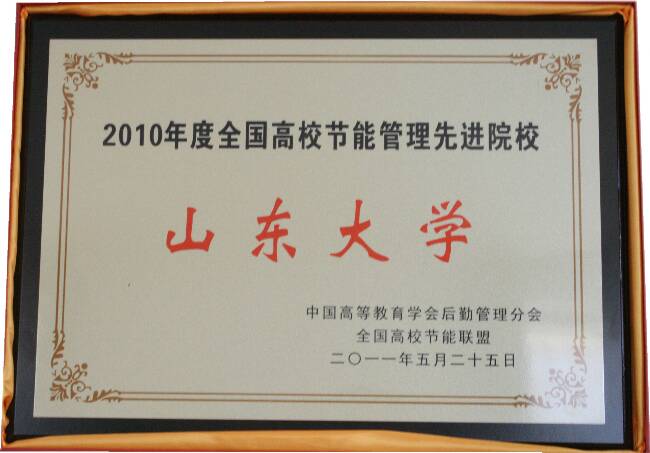 2010年度全国高校节能管理先进院校
山东大学
中国高等教育学会后勤管理分会
全国高校节能联盟
二〇一一年五月二十五日